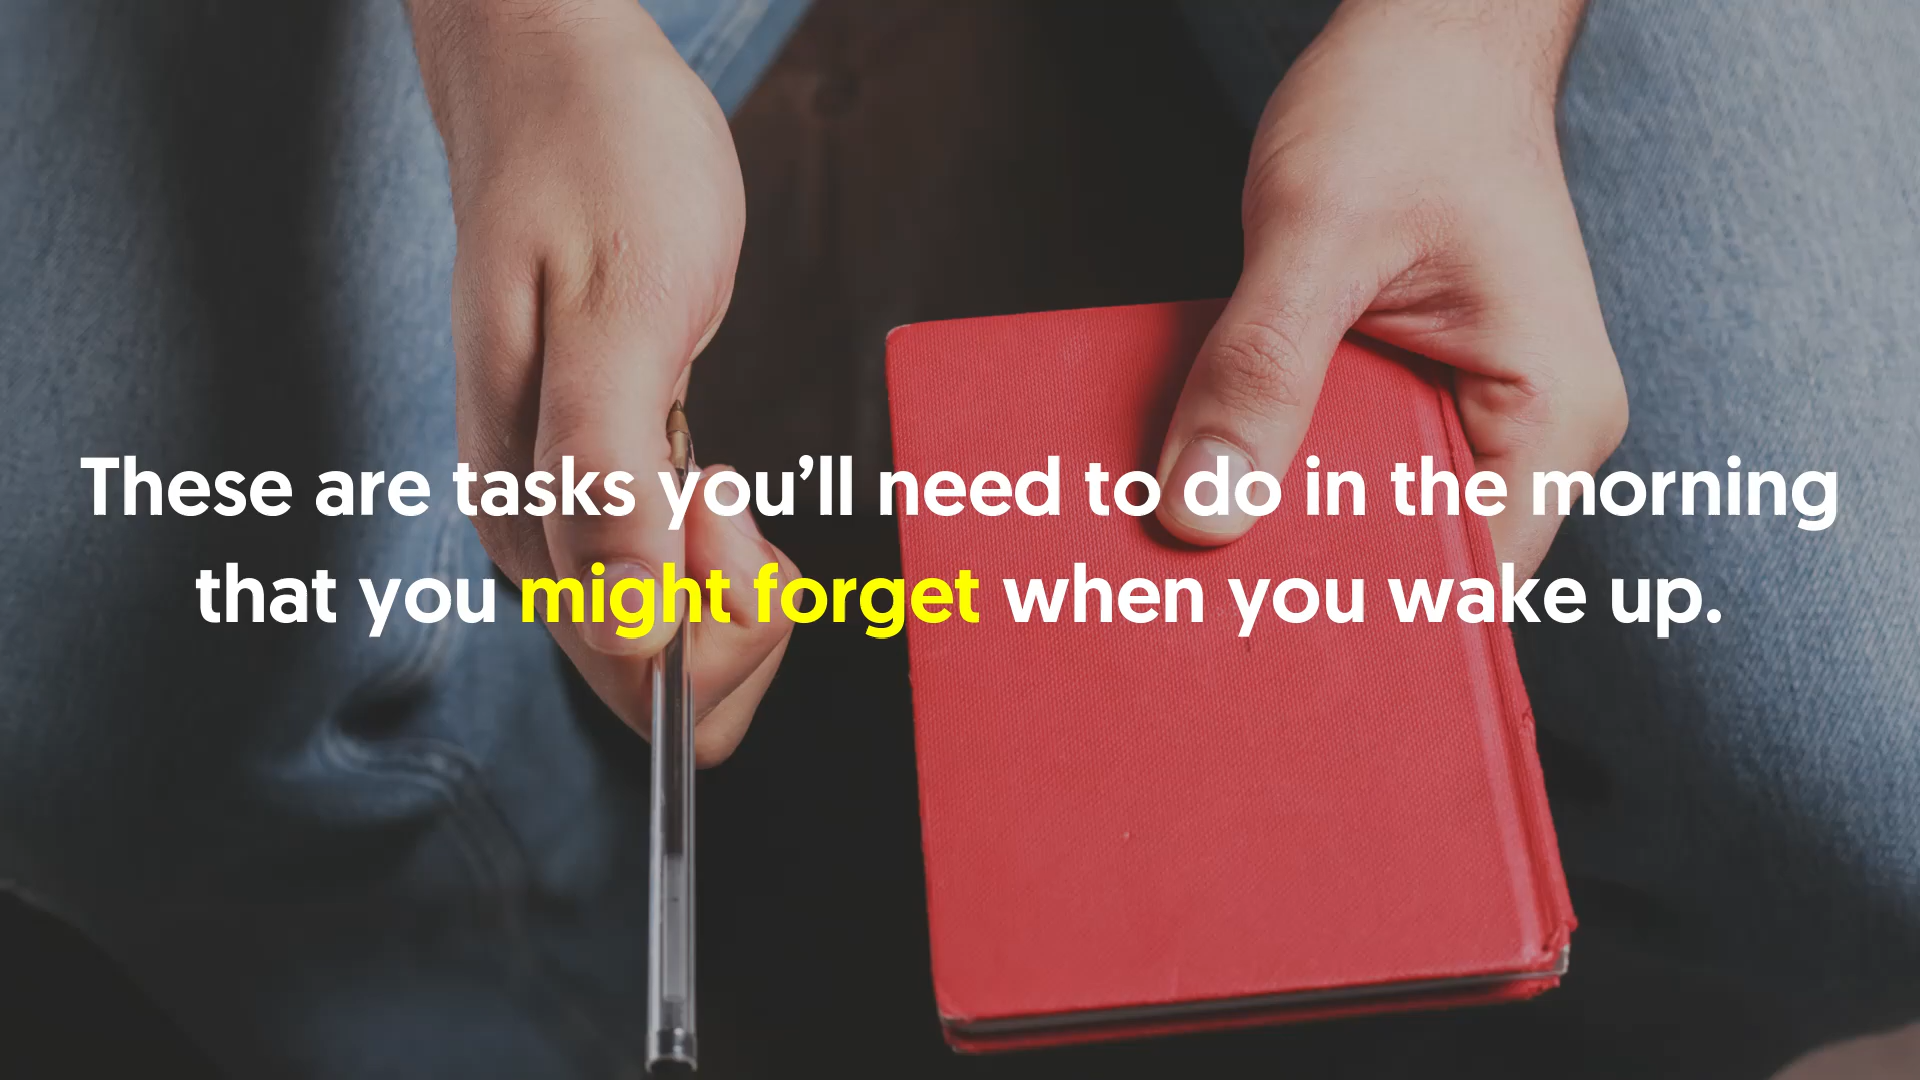 These are tasks you’ll need to do in the morning
that you might forget when you wake up.